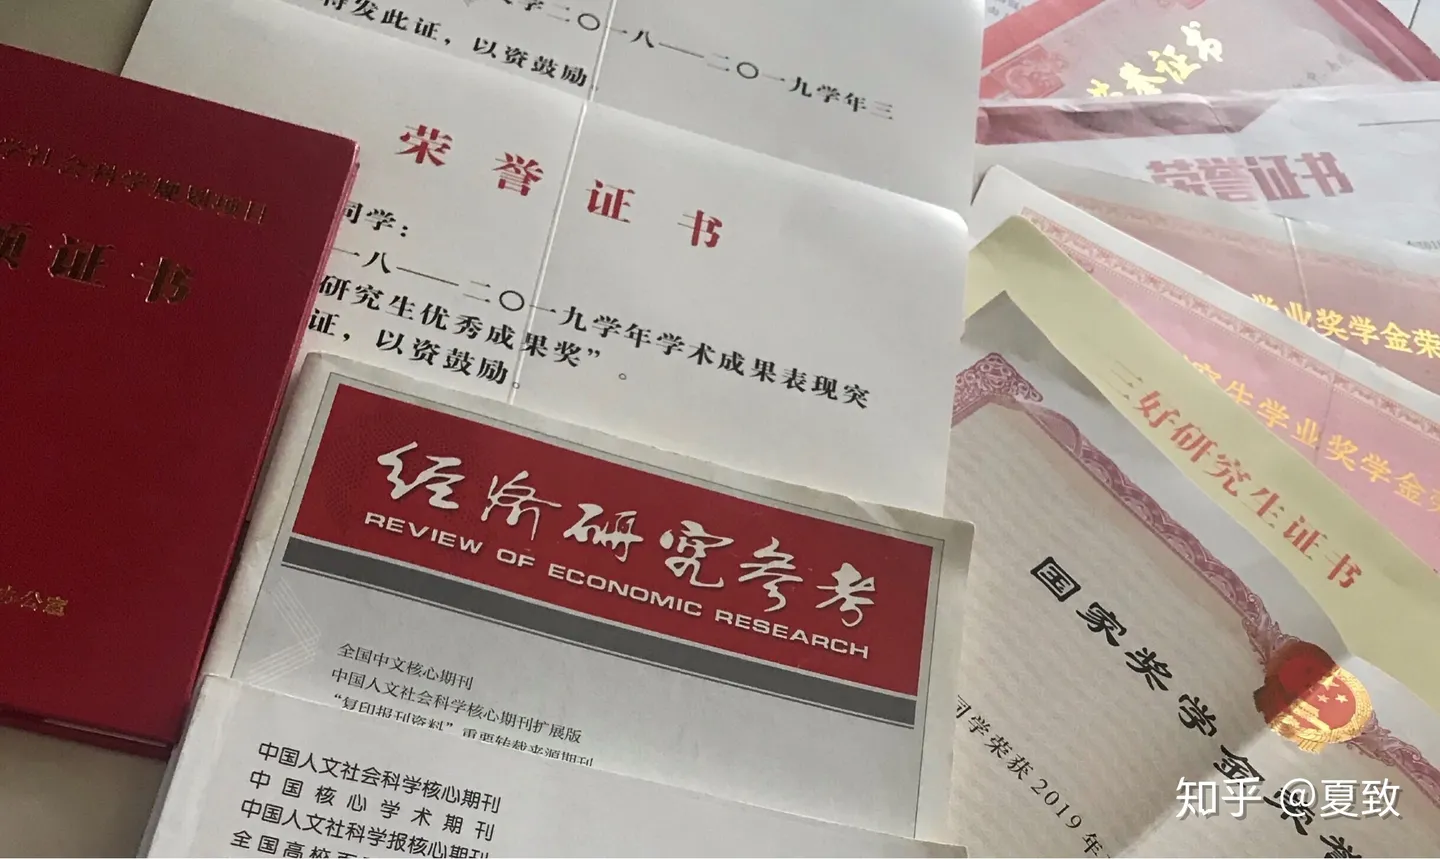 学社会科学规划项目
项 证 书
办公室
大学二〇一八——二〇一九学年三
特发此证，以资鼓励。
荣 誉 证 书
同学：
一八——二〇一九学年学术成果表现突
研究生优秀成果奖”。
证，以资鼓励。
经济研究参考
REVIEW OF ECONOMIC RESEARCH
全国中文核心期刊
中国人文社会科学核心期刊扩展版
“复印报刊资料”重要转载来源期刊
中国人文社会科学核心期刊
中国核心学术期刊
中国人文社会科学报核心期刊
全国高校
荣誉证书
荣誉证书
学业奖学金荣
究生学业奖学金荣
三好研究生证书
国家奖学金荣誉
同学荣获2019年
知乎 @夏致